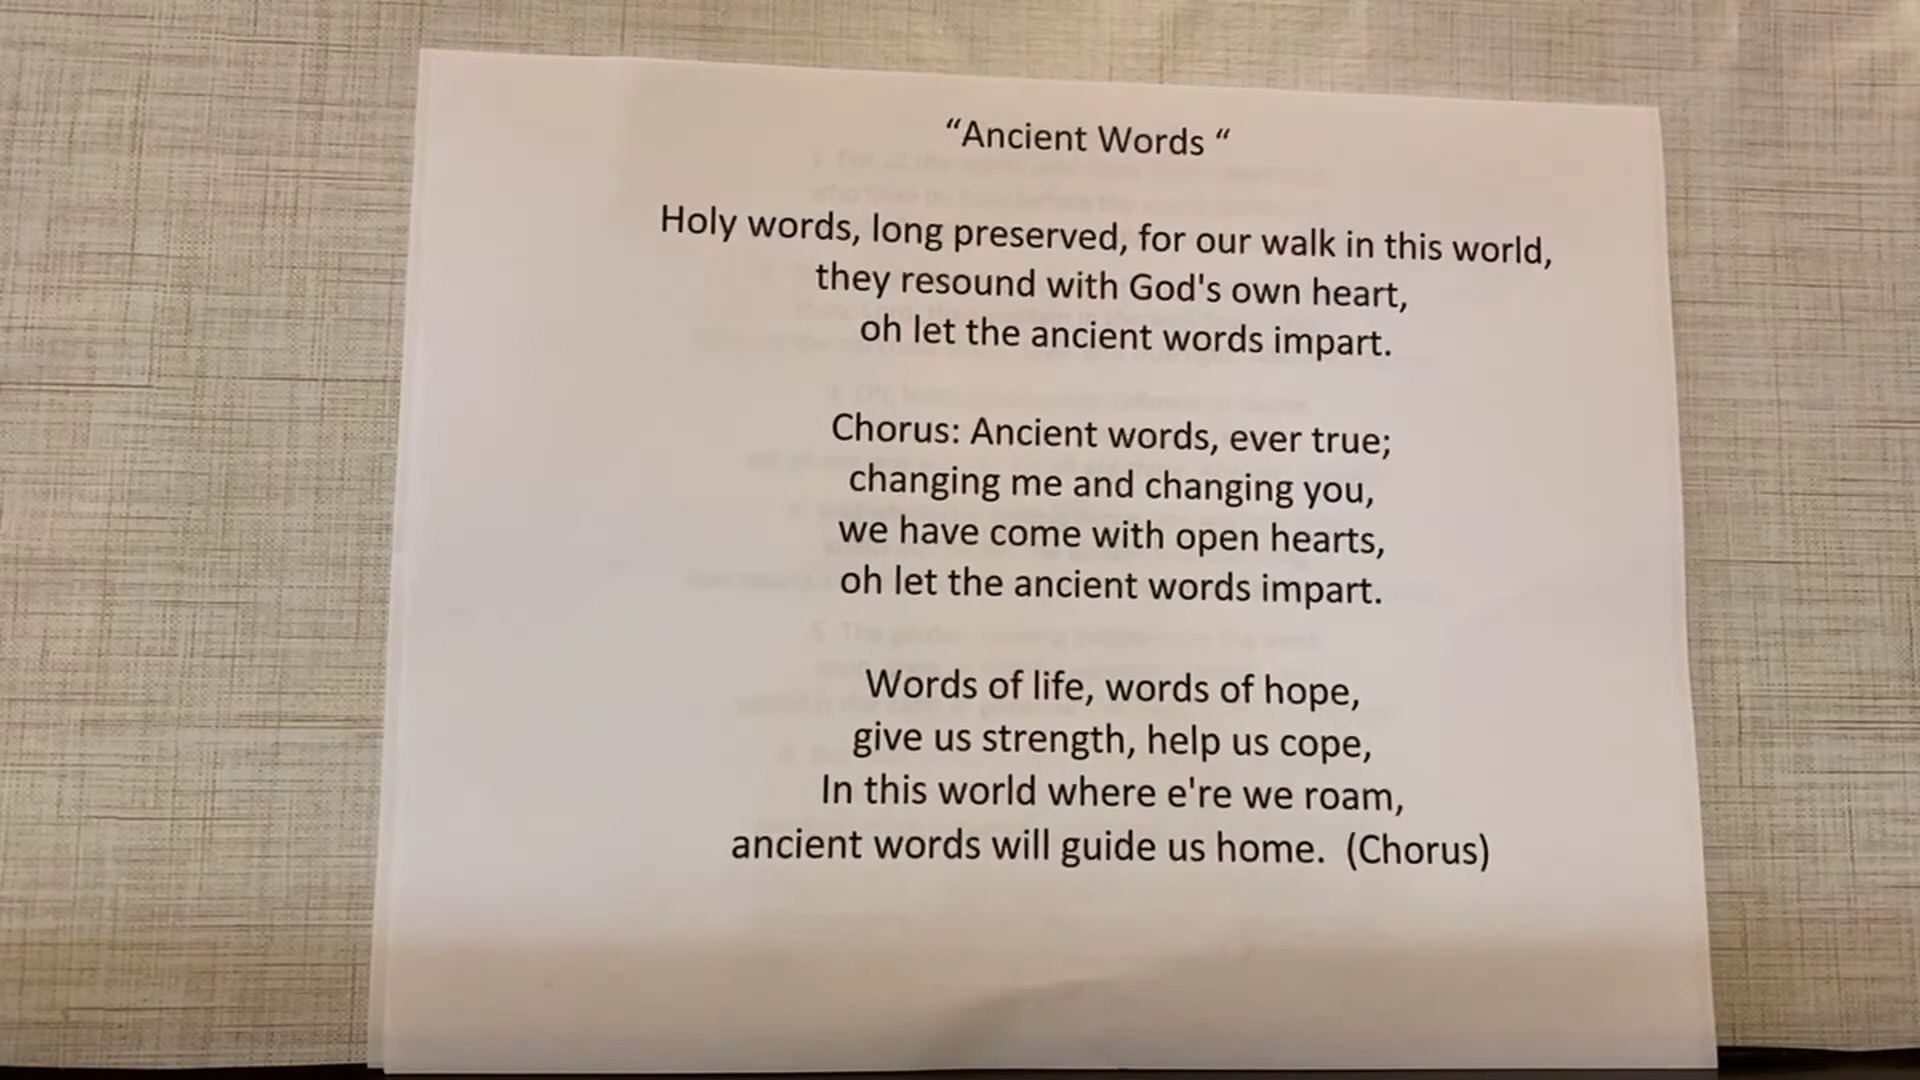 “Ancient Words “
Holy words, long preserved, for our walk in this world,
they resound with God's own heart,
oh let the ancient words impart.
Chorus: Ancient words, ever true;
changing me and changing you,
we have come with open hearts,
oh let the ancient words impart.
Words of life, words of hope,
give us strength, help us cope,
In this world where e're we roam,
ancient words will guide us home. (Chorus)